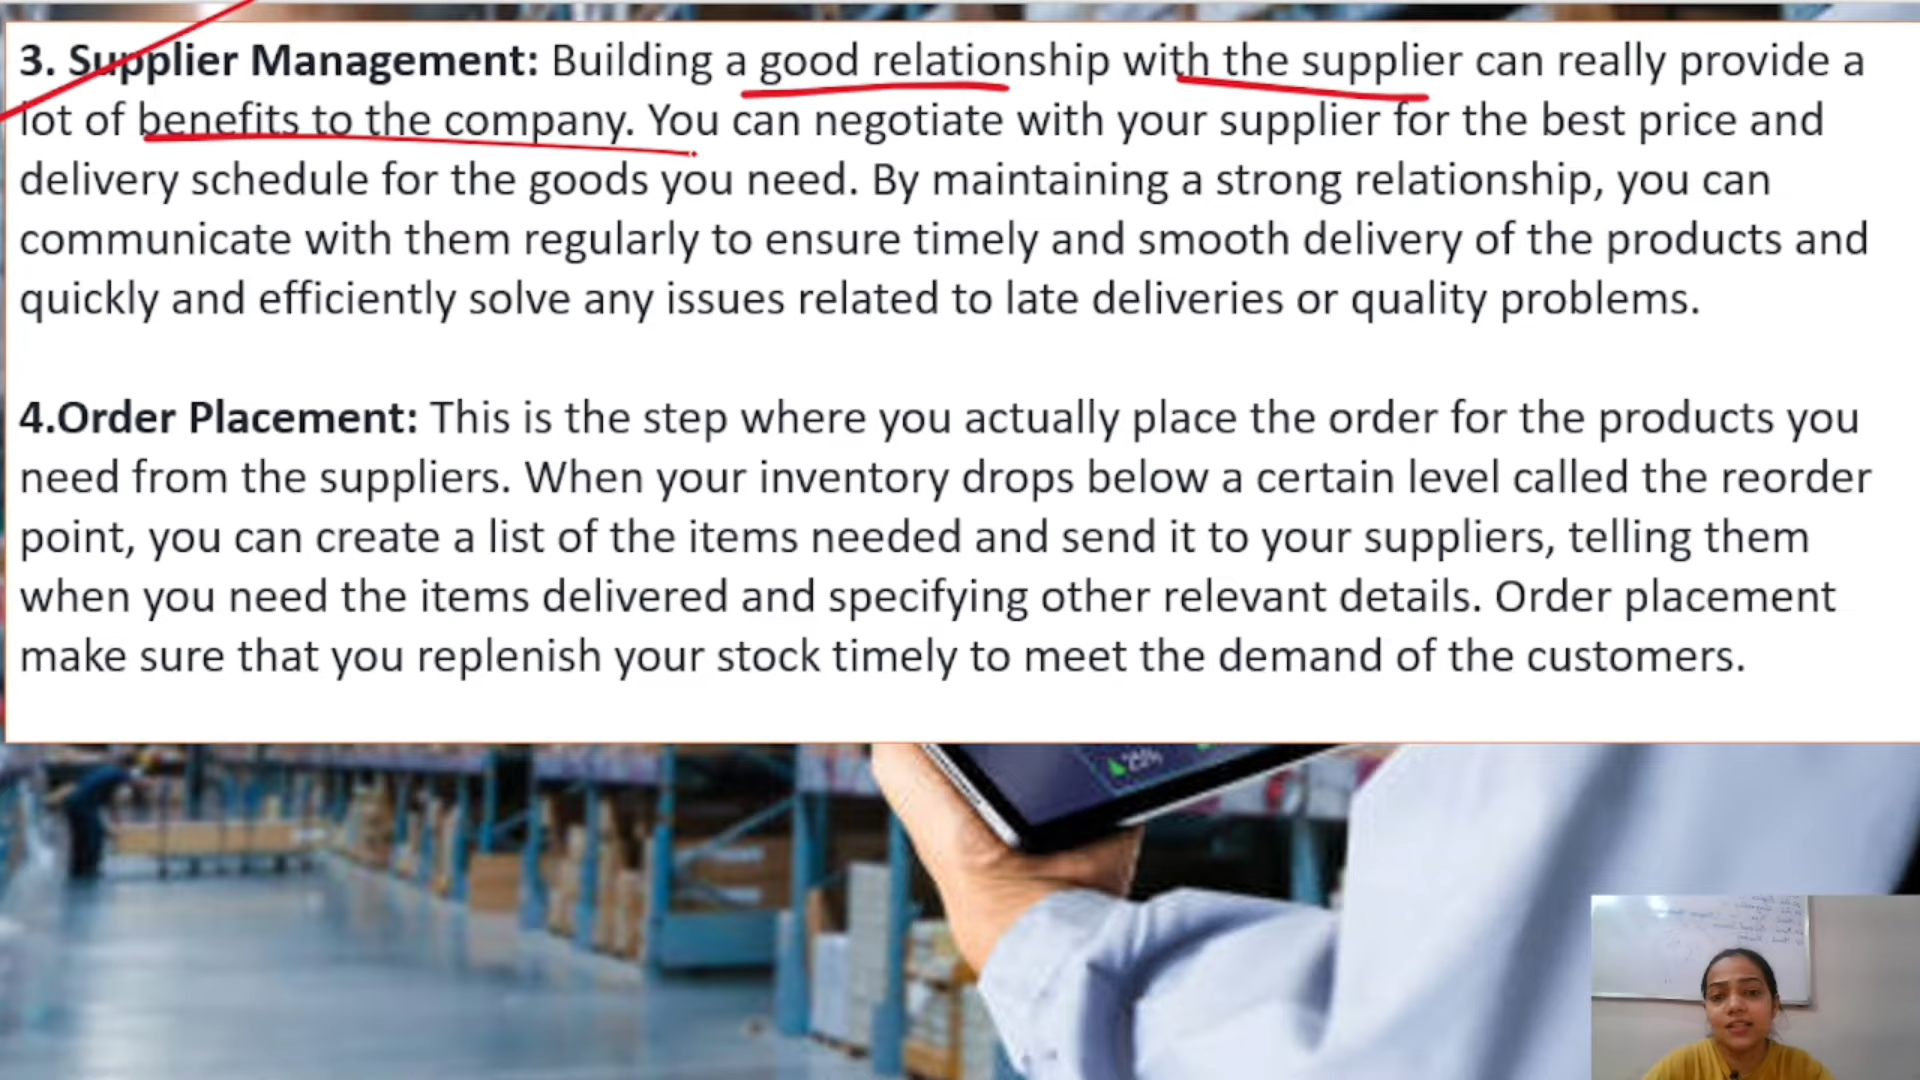 3. Supplier Management: Building a good relationship with the supplier can really provide a
lot of benefits to the company. You can negotiate with your supplier for the best price and
delivery schedule for the goods you need. By maintaining a strong relationship, you can
communicate with them regularly to ensure timely and smooth delivery of the products and
quickly and efficiently solve any issues related to late deliveries or quality problems.
4.Order Placement: This is the step where you actually place the order for the products you
need from the suppliers. When your inventory drops below a certain level called the reorder
point, you can create a list of the items needed and send it to your suppliers, telling them
when you need the items delivered and specifying other relevant details. Order placement
make sure that you replenish your stock timely to meet the demand of the customers.